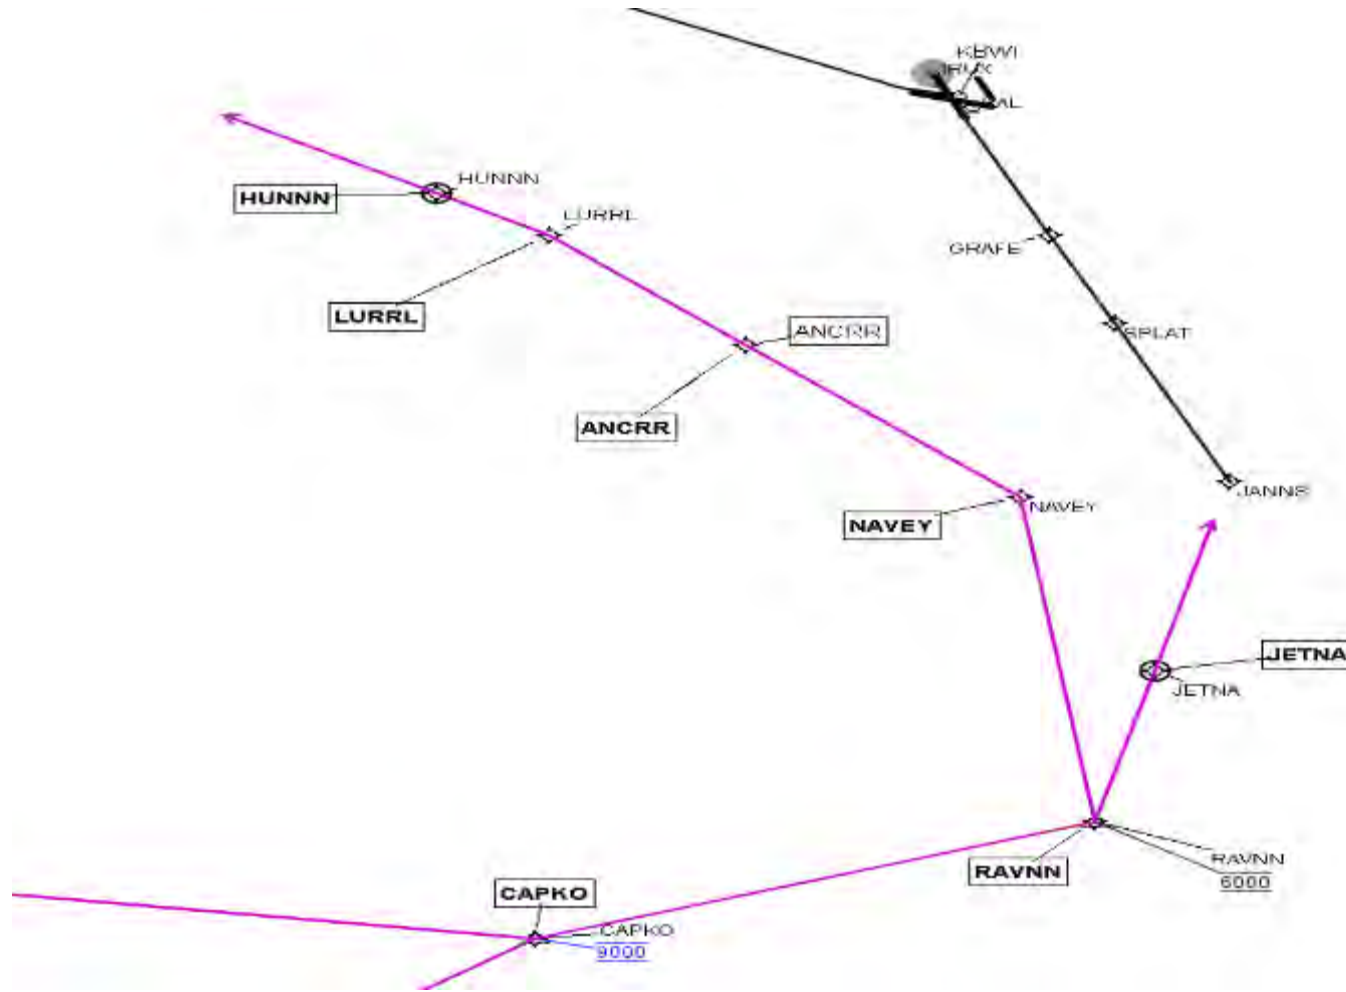 KBWI
HUNNN
HUNNN
LURRL
GRAFE
LURRL
ANCRR
SPLAT
ANCRR
JANNS
NAVEY
NAVEY
JETNA
JETNA
RAVNN
RAVNN
6000
CAPKO
CAPKO
9000